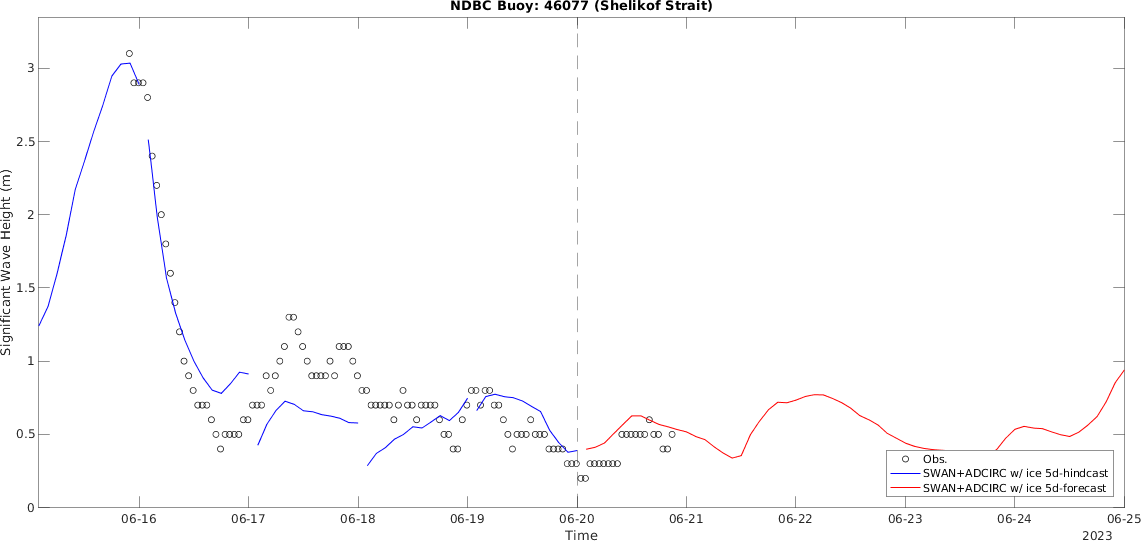 NDBC Buoy: 46077 (Shelikof Strait)
Significant Wave Height (m)
3
2.5
2
1.5
1
0.5
0
Obs.
SWAN+ADCIRC w/ ice 5d-hindcast
SWAN+ADCIRC w/ ice 5d-forecast
06-16 06-17 06-18 06-19 06-20 06-21 06-22 06-23 06-24 06-25
Time
2023